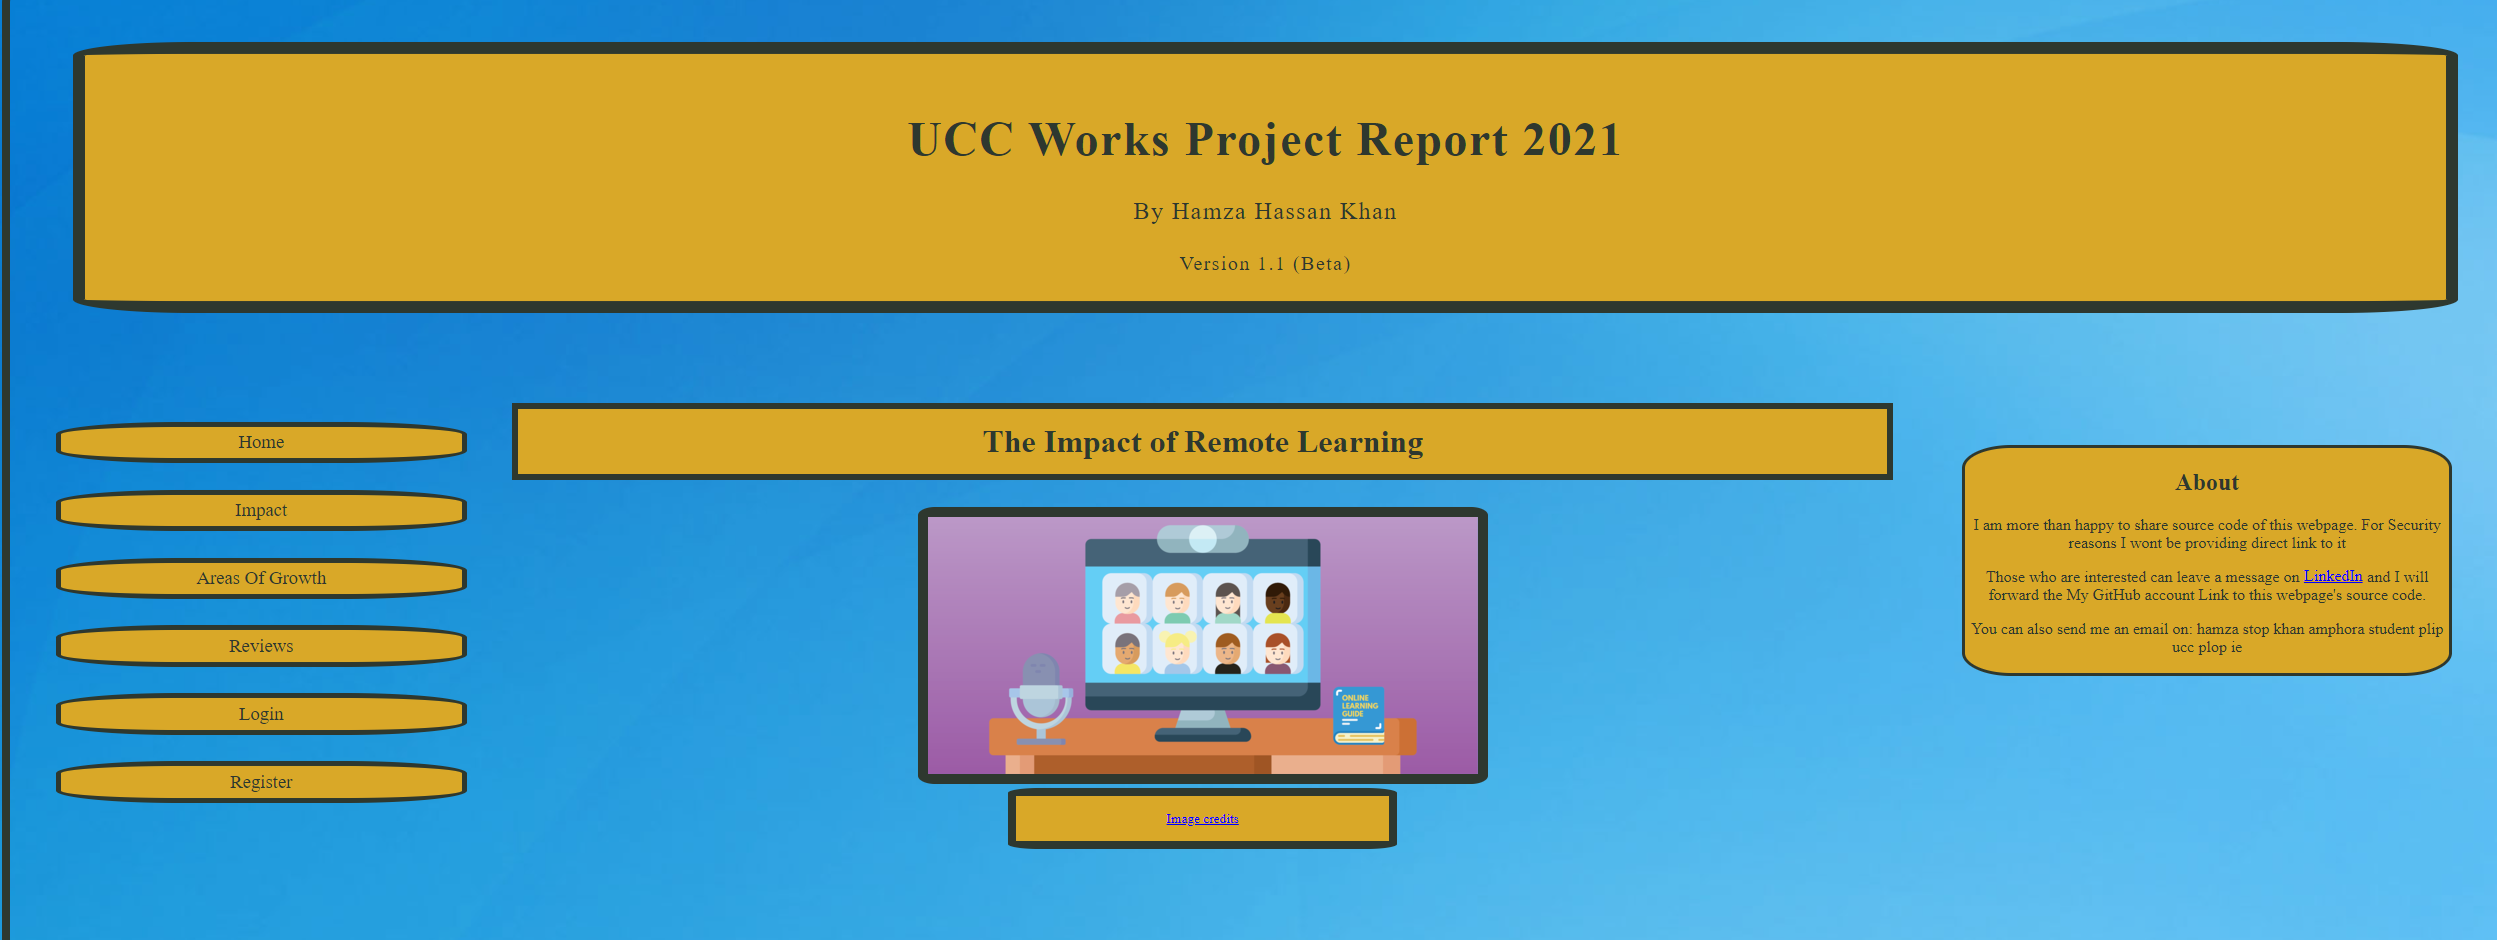 UCC Works Project Report 2021
By Hamza Hassan Khan
Version 1.1 (Beta)
Home
Impact
Areas Of Growth
Reviews
Login
Register
The Impact of Remote Learning
ONLINE
LEARNING
GUIDE
Image credits
About
I am more than happy to share source code of this webpage. For Security
reasons I wont be providing direct link to it
Those who are interested can leave a message on LinkedIn and I will
forward the My GitHub account Link to this webpage's source code.
You can also send me an email on: hamza stop khan amphora student plip
ucc plop ie